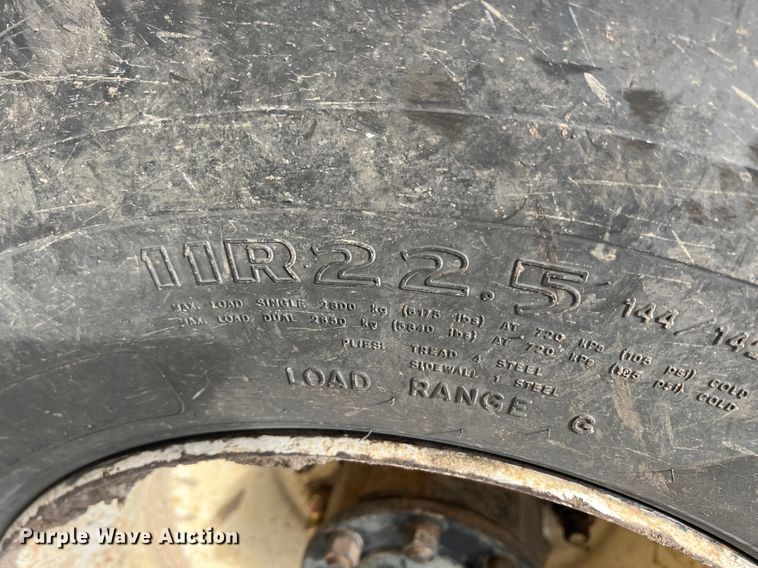 11R22.5
144/142
MAX. LOAD SINGLE 2800 kg (6175 lbs) AT 720 kPa (105 psi) COLD
MAX. LOAD DUAL 2650 kg (5840 lbs) AT 720 kPa (105 psi) COLD
PLIES: TREAD 4 STEEL
SIDEWALL 1 STEEL
LOAD RANGE G
Purple Wave Auction